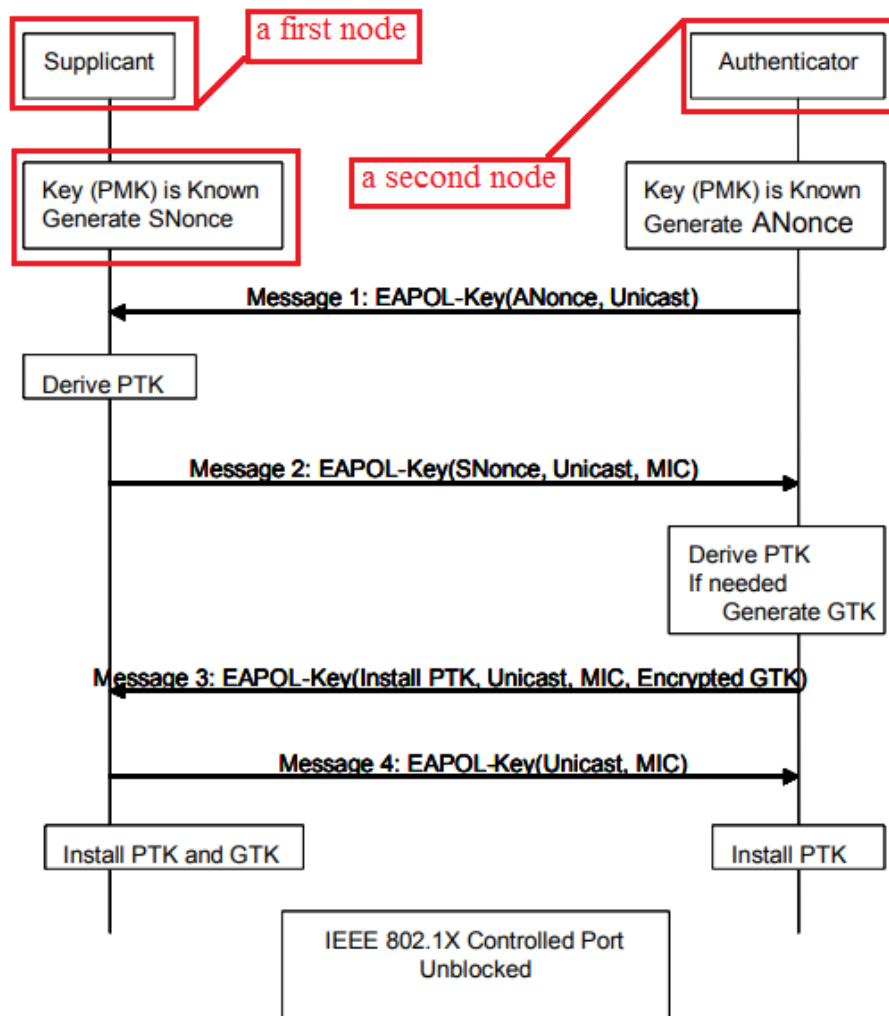 a first node
Supplicant
Authenticator
a second node
Key (PMK) is Known
Generate SNonce
Key (PMK) is Known
Generate ANonce
Message 1: EAPOL-Key(ANonce, Unicast)
Derive PTK
Message 2: EAPOL-Key(SNonce, Unicast, MIC)
Derive PTK
If needed
Generate GTK
Message 3: EAPOL-Key(Install PTK, Unicast, MIC, Encrypted GTK)
Message 4: EAPOL-Key(Unicast, MIC)
Install PTK and GTK
Install PTK
IEEE 802.1X Controlled Port
Unblocked